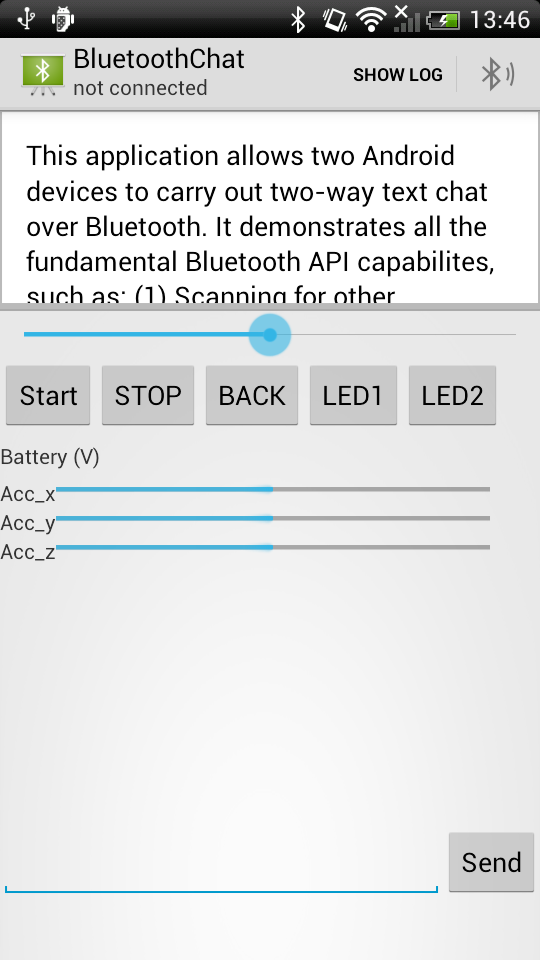 13:46
BluetoothChat
not connected
SHOW LOG
This application allows two Android
devices to carry out two-way text chat
over Bluetooth. It demonstrates all the
fundamental Bluetooth API capabilites,
such as: (1) Scanning for other
Start STOP BACK LED1 LED2
Battery (V)
Acc_x
Acc_y
Acc_z
Send